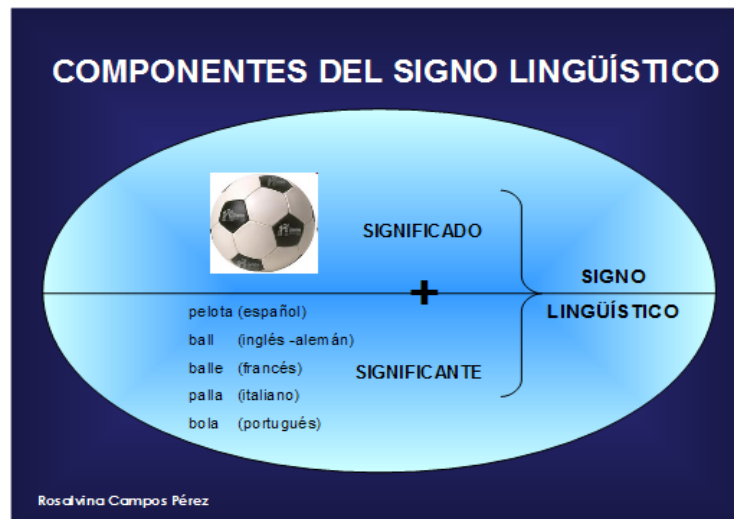 COMPONENTES DEL SIGNO LINGÜÍSTICO
SIGNIFICADO
+
SIGNO
LINGÜÍSTICO
pelota (español)
ball (inglés -alemán)
balle (francés)
SIGNIFICANTE
palla (italiano)
bola (portugués)
Rosalvina Campos Pérez